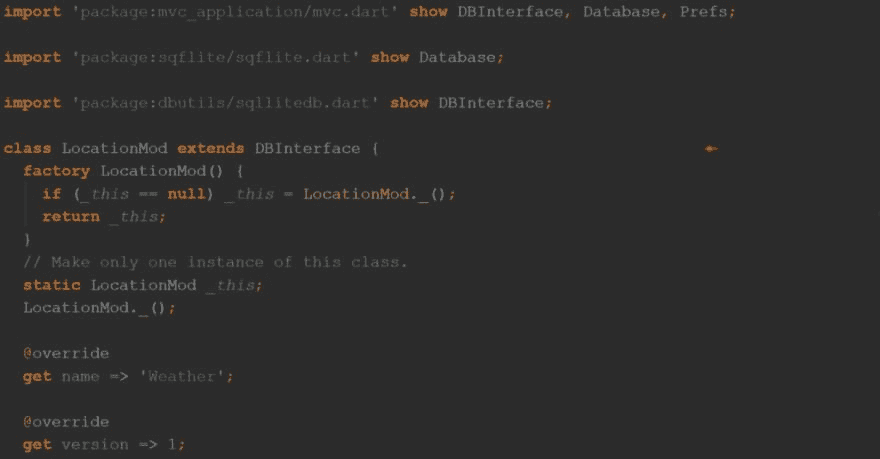 import 'package:mvc_application/mvc.dart' show DBInterface, Database, Prefs;
import 'package:sqflite/sqflite.dart' show Database;
import 'package:dbutils/sqllitedb.dart' show DBInterface;
class LocationMod extends DBInterface {
factory LocationMod() {
if (_this == null) _this = LocationMod._();
return _this;
}
// Make only one instance of this class.
static LocationMod _this;
LocationMod._();
@override
get name => 'Weather';
@override
get version => 1;